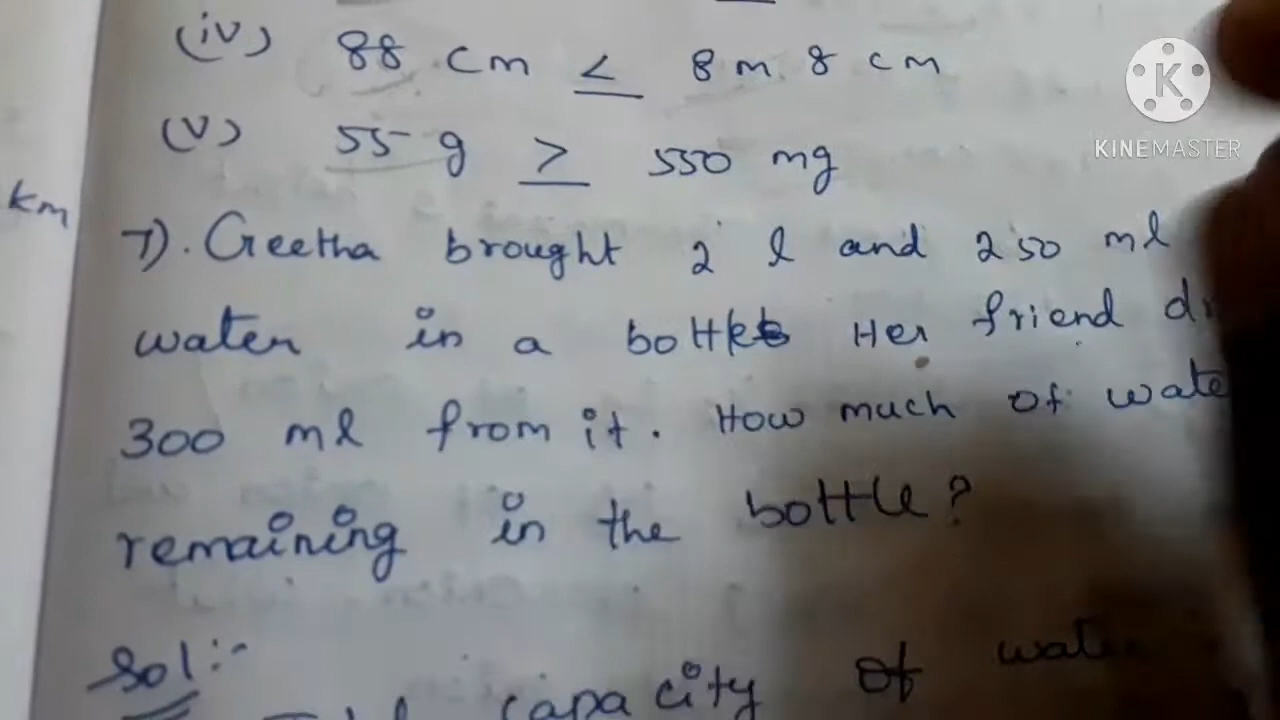 (iv) 88 cm < 8 m 8 cm
(v) 55 g > 550 mg
km
7). Geetha brought 2 l and 250 ml
water in a bottle Her friend
300 ml from it. How much of
remaining in the bottle?
Sol:-
capacity of
KINEMASTER